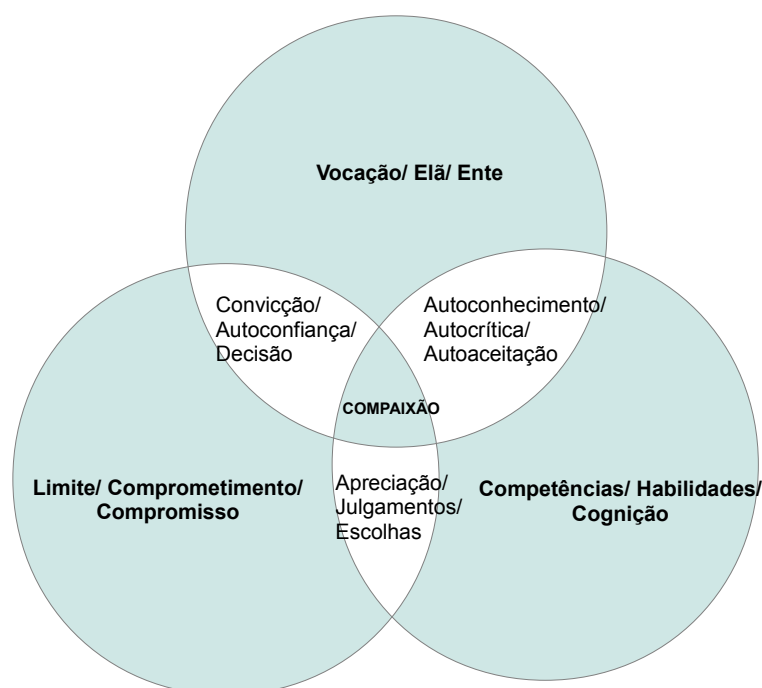 Vocação/ Elã/ Ente
Convicção/
Autoconfiança/
Decisão
Autoconhecimento/
Autocrítica/
Autoaceitação
COMPAIXÃO
Limite/ Comprometimento/
Compromisso
Apreciação/
Julgamentos/
Escolhas
Competências/ Habilidades/
Cognição